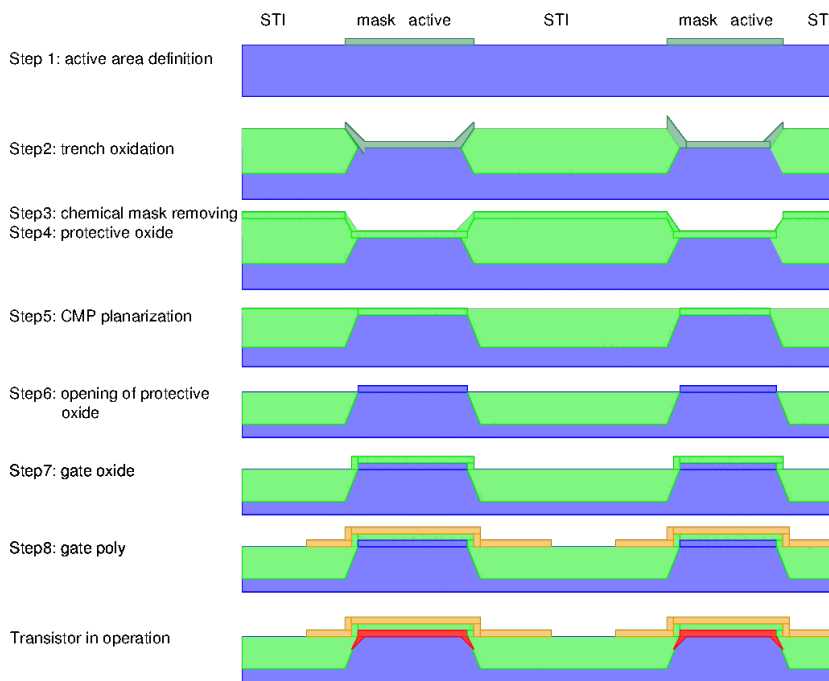 STI mask active STI mask active ST
Step 1: active area definition
Step2: trench oxidation
Step3: chemical mask removing
Step4: protective oxide
Step5: CMP planarization
Step6: opening of protective
oxide
Step7: gate oxide
Step8: gate poly
Transistor in operation